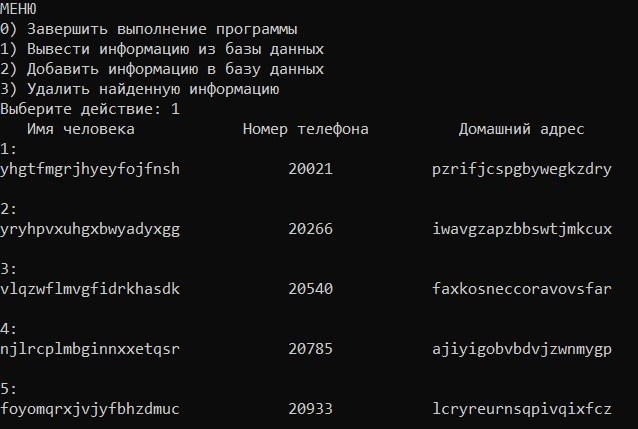 МЕНЮ
0) Завершить выполнение программы
1) Вывести информацию из базы данных
2) Добавить информацию в базу данных
3) Удалить найденную информацию
Выберите действие: 1
Имя человека Номер телефона Домашний адрес
1:
yhgtfmgrjhyeyfojfnsh 20021 pzrifjcspgbywegkzdry
2:
yryhpvxuhgxbwyadyxgg 20266 iwavgzapzbbswtjmkcux
3:
vlqzwflmvgfidrkhasdk 20540 faxkosneccoravovsfar
4:
njlrcplmbginnxxetqsr 20785 ajiyigobvbdvjzwnmygp
5:
foyomqrxjvjyfbhzdmuc 20933 lcryreurnsqpivqixfcz